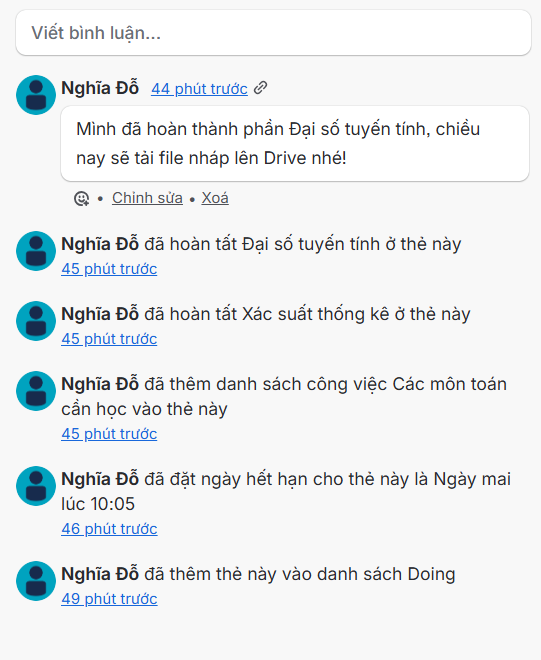 Viết bình luận...
Nghĩa Đỗ 44 phút trước
Mình đã hoàn thành phần Đại số tuyến tính, chiều
nay sẽ tải file nháp lên Drive nhé!
• Chỉnh sửa • Xoá
Nghĩa Đỗ đã hoàn tất Đại số tuyến tính ở thẻ này
45 phút trước
Nghĩa Đỗ đã hoàn tất Xác suất thống kê ở thẻ này
45 phút trước
Nghĩa Đỗ đã thêm danh sách công việc Các môn toán
cần học vào thẻ này
45 phút trước
Nghĩa Đỗ đã đặt ngày hết hạn cho thẻ này là Ngày mai
lúc 10:05
46 phút trước
Nghĩa Đỗ đã thêm thẻ này vào danh sách Doing
49 phút trước